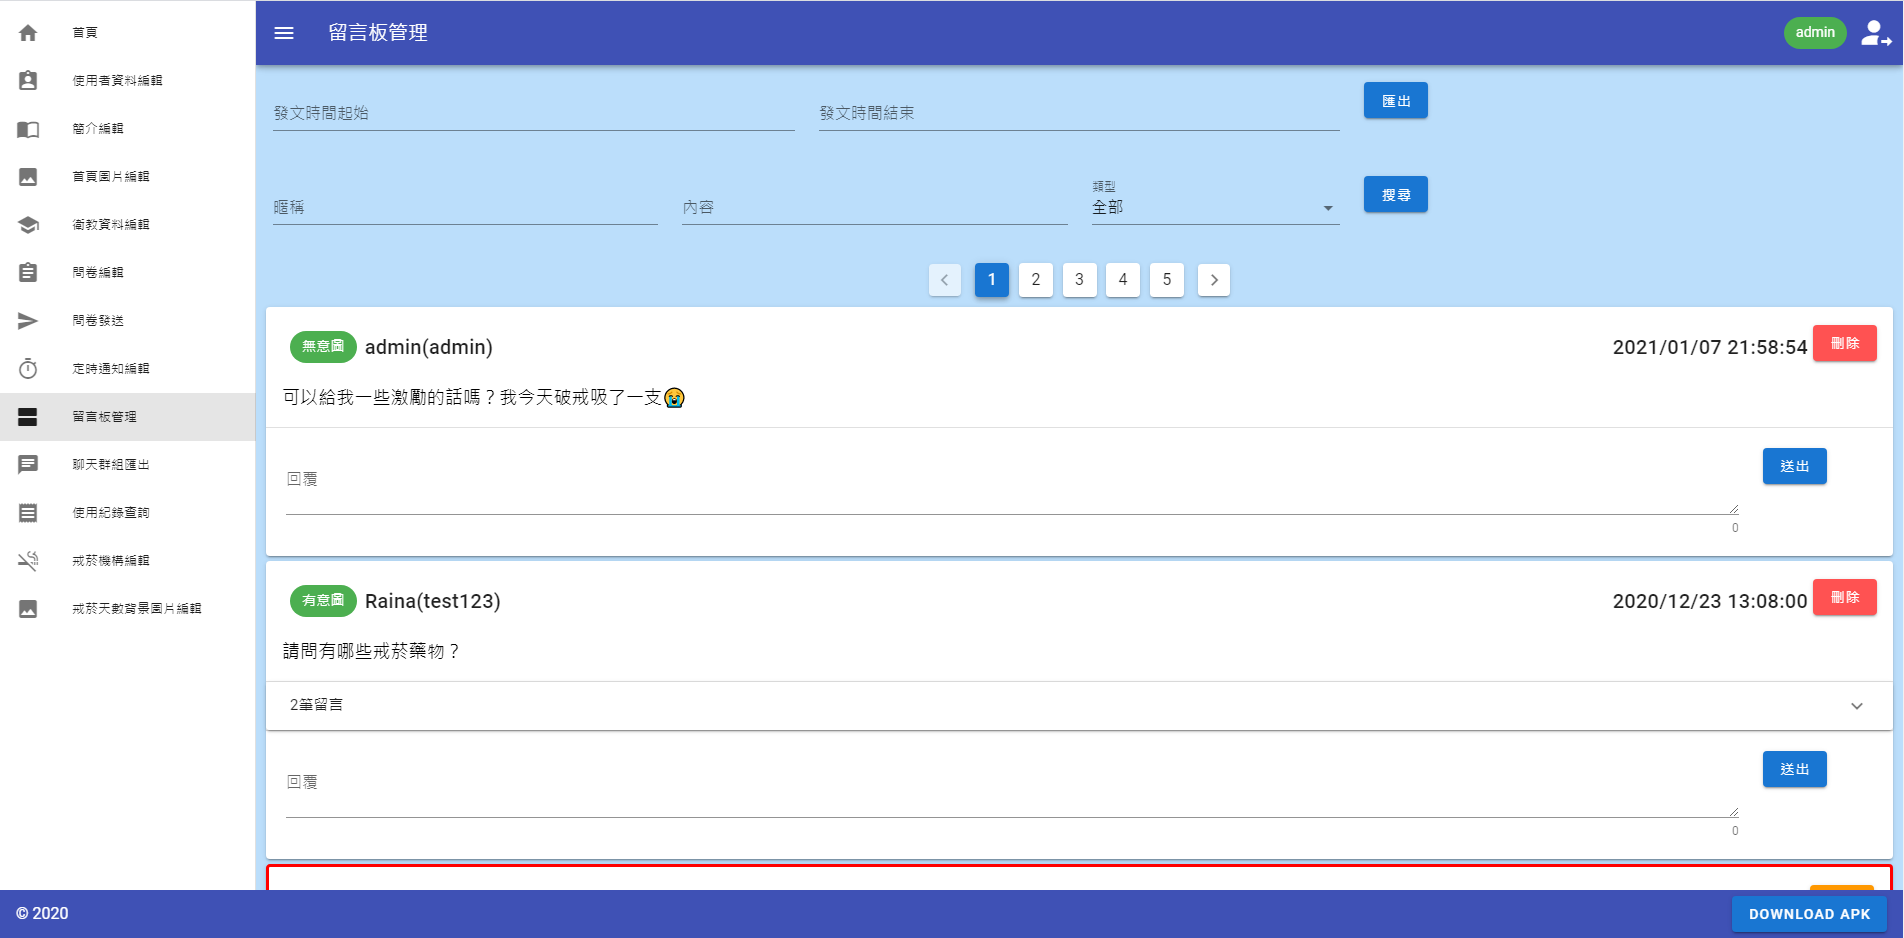 首頁
使用者資料編輯
簡介編輯
首頁圖片編輯
衛教資料編輯
問卷編輯
問卷發送
定時通知編輯
留言板管理
聊天群組匯出
使用紀錄查詢
戒菸機構編輯
戒菸天數背景圖片編輯
留言板管理
admin
發文時間起始
發文時間結束
匯出
暱稱
內容
類型
全部
搜尋
1 2 3 4 5
無意圖 admin(admin) 2021/01/07 21:58:54 刪除
可以給我一些激勵的話嗎？我今天破戒吸了一支😭
回覆
送出
0
有意圖 Raina(test123) 2020/12/23 13:08:00 刪除
請問有哪些戒菸藥物？
2筆留言
回覆
送出
0
© 2020
DOWNLOAD APK